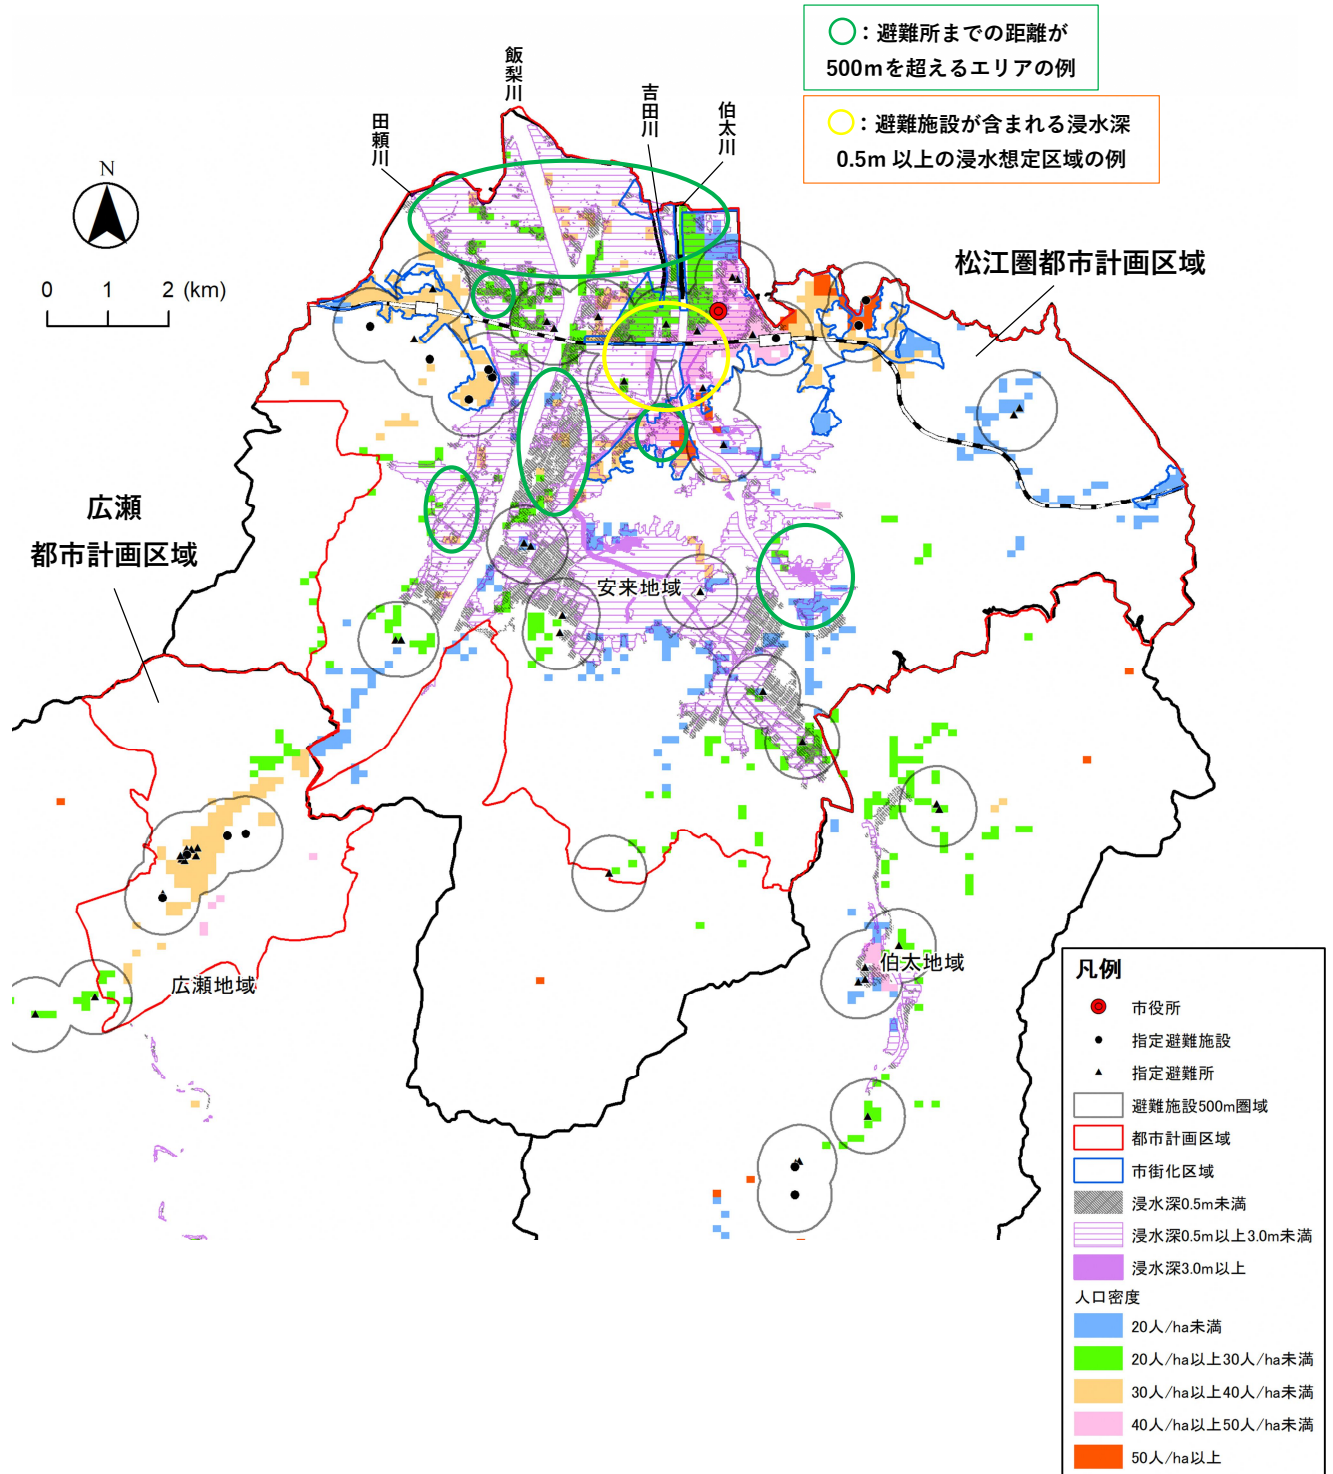 ○：避難所までの距離が
500mを超えるエリアの例
○：避難施設が含まれる浸水深
0.5m 以上の浸水想定区域の例
飯梨川
吉田川
伯太川
田頼川
N
0 1 2 (km)
松江圏都市計画区域
広瀬
都市計画区域
安来地域
広瀬地域
伯太地域
凡例
市役所
指定避難施設
指定避難所
避難施設500m圏域
都市計画区域
市街化区域
浸水深0.5m未満
浸水深0.5m以上3.0m未満
浸水深3.0m以上
人口密度
20人/ha未満
20人/ha以上30人/ha未満
30人/ha以上40人/ha未満
40人/ha以上50人/ha未満
50人/ha以上